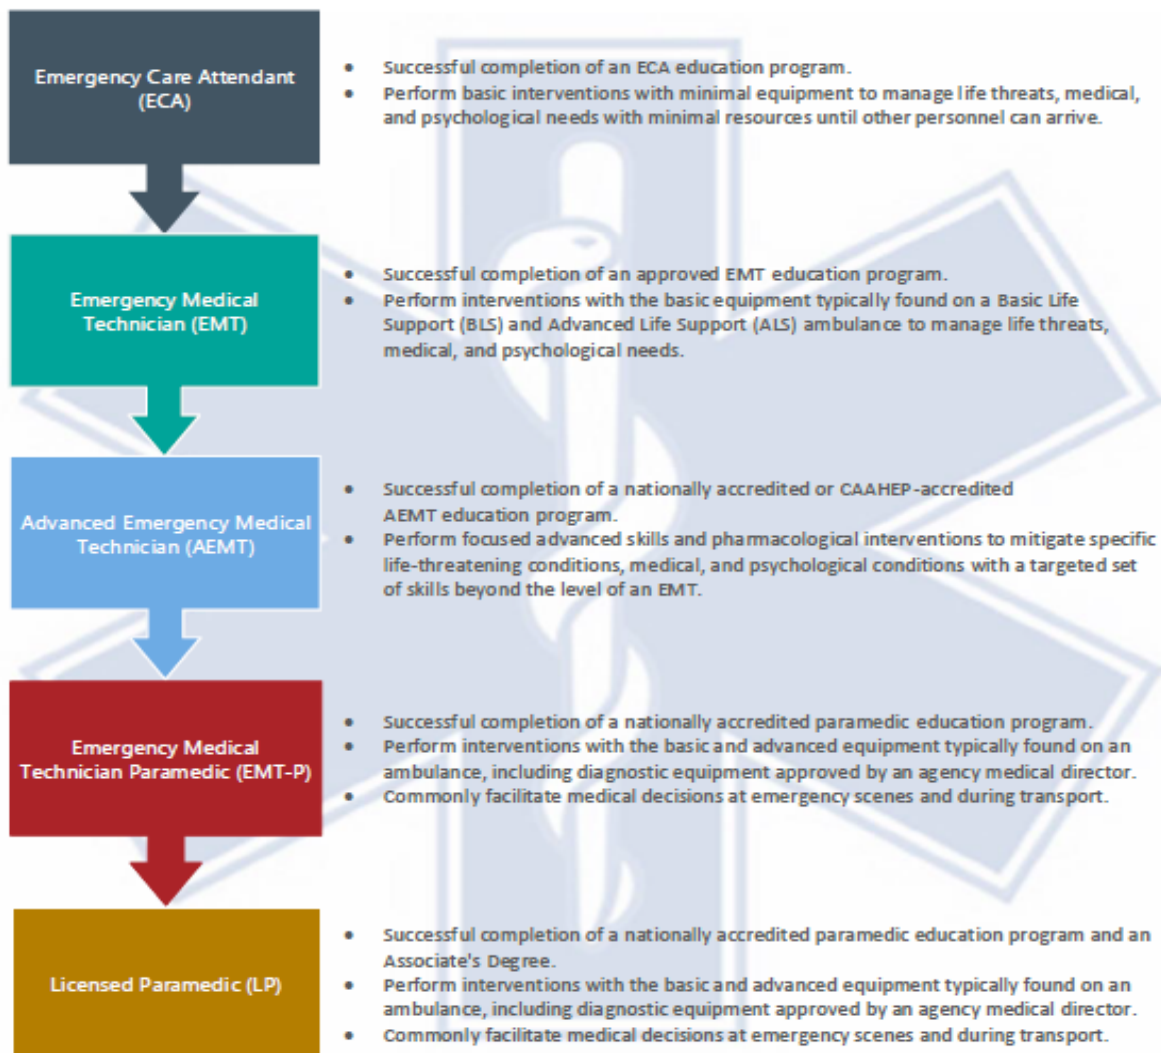 Emergency Care Attendant
(ECA)
• Successful completion of an ECA education program.
• Perform basic interventions with minimal equipment to manage life threats, medical,
and psychological needs with minimal resources until other personnel can arrive.
Emergency Medical
Technician (EMT)
• Successful completion of an approved EMT education program.
• Perform interventions with the basic equipment typically found on a Basic Life
Support (BLS) and Advanced Life Support (ALS) ambulance to manage life threats,
medical, and psychological needs.
Advanced Emergency Medical
Technician (AEMT)
• Successful completion of a nationally accredited or CAAHEP-accredited
AEMT education program.
• Perform focused advanced skills and pharmacological interventions to mitigate specific
life-threatening conditions, medical, and psychological conditions with a targeted set
of skills beyond the level of an EMT.
Emergency Medical
Technician Paramedic (EMT-P)
• Successful completion of a nationally accredited paramedic education program.
• Perform interventions with the basic and advanced equipment typically found on an
ambulance, including diagnostic equipment approved by an agency medical director.
• Commonly facilitate medical decisions at emergency scenes and during transport.
Licensed Paramedic (LP)
• Successful completion of a nationally accredited paramedic education program and an
Associate's Degree.
• Perform interventions with the basic and advanced equipment typically found on an
ambulance, including diagnostic equipment approved by an agency medical director.
• Commonly facilitate medical decisions at emergency scenes and during transport.